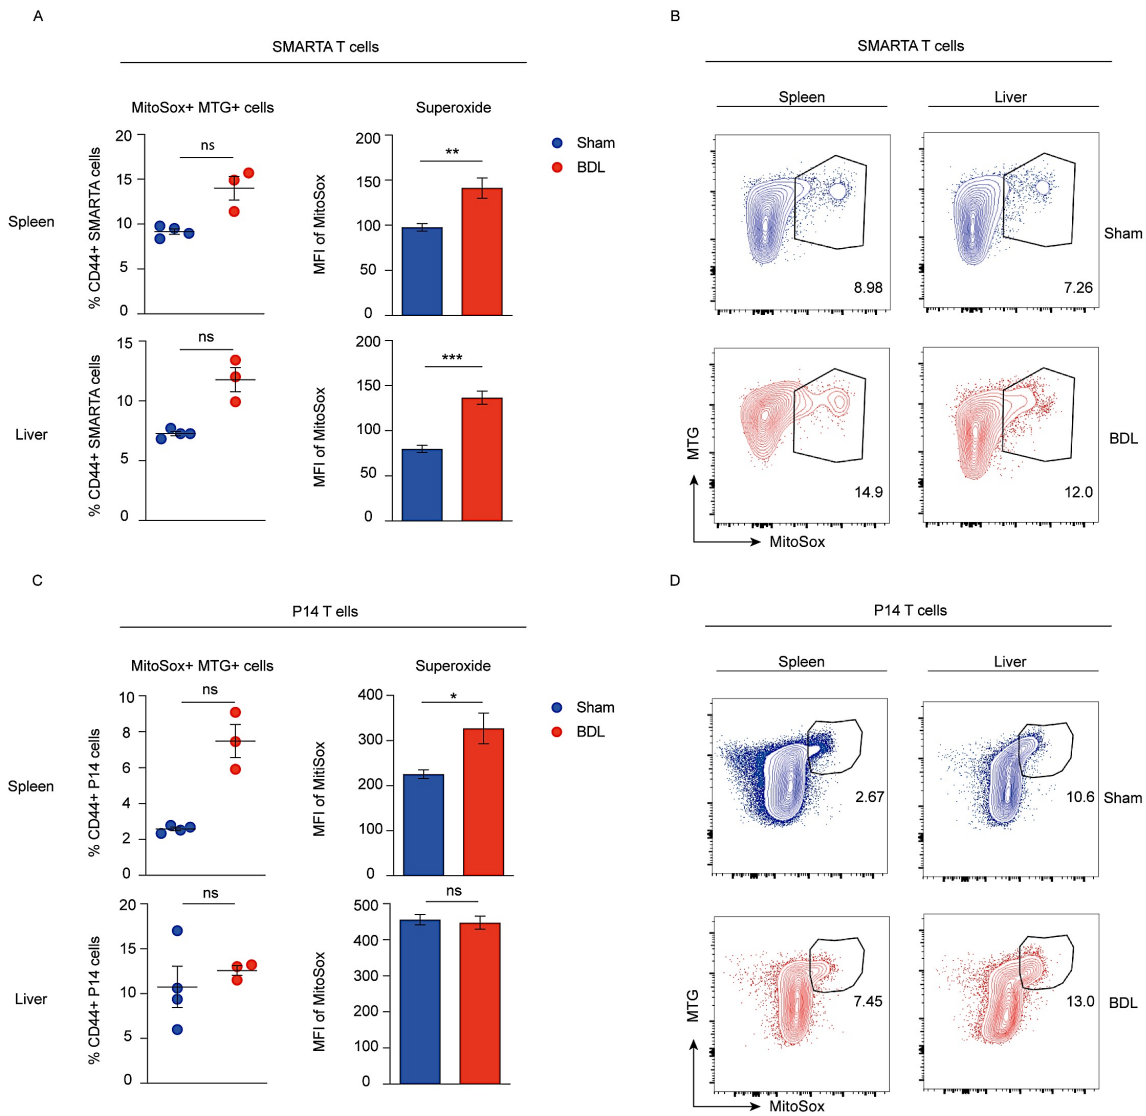 A
SMARTA T cells
MitoSox+ MTG+ cells
Superoxide
Spleen
% CD44+ SMARTA cells
20
15
10
5
0
ns
MFI of MitoSox
200
150
100
50
0
**
Sham
BDL
Liver
% CD44+ SMARTA cells
15
10
5
0
ns
MFI of MitoSox
200
150
100
50
0
***
B
SMARTA T cells
Spleen
Liver
8.98
7.26
Sham
14.9
12.0
BDL
MTG
MitoSox
C
P14 T ells
MitoSox+ MTG+ cells
Superoxide
Spleen
% CD44+ P14 cells
10
8
6
4
2
0
ns
MFI of MitiSox
400
300
200
100
0
*
Sham
BDL
Liver
% CD44+ P14 cells
20
15
10
5
0
ns
MFI of MitoSox
500
400
300
200
100
0
ns
D
P14 T cells
Spleen
Liver
2.67
10.6
Sham
7.45
13.0
BDL
MTG
MitoSox